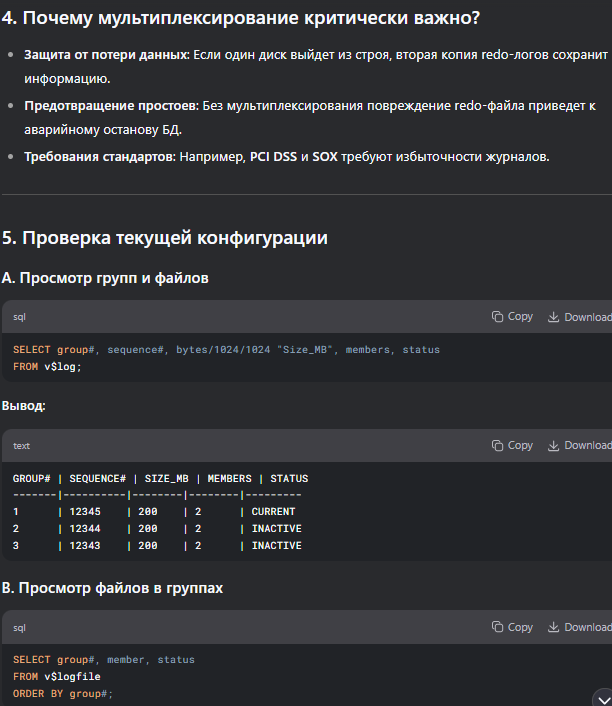 4. Почему мультиплексирование критически важно?
• Защита от потери данных: Если один диск выйдет из строя, вторая копия redo-логов сохранит
информацию.
• Предотвращение простоев: Без мультиплексирования повреждение redo-файла приведет к
аварийному останову БД.
• Требования стандартов: Например, PCI DSS и SOX требуют избыточности журналов.
5. Проверка текущей конфигурации
A. Просмотр групп и файлов
sql Copy Download
SELECT group#, sequence#, bytes/1024/1024 "Size_MB", members, status
FROM v$log;
Вывод:
text Copy Download
GROUP# | SEQUENCE# | SIZE_MB | MEMBERS | STATUS
-------|----------|--------|--------|---------
1 | 12345 | 200 | 2 | CURRENT
2 | 12344 | 200 | 2 | INACTIVE
3 | 12343 | 200 | 2 | INACTIVE
B. Просмотр файлов в группах
sql Copy Download
SELECT group#, member, status
FROM v$logfile
ORDER BY group#;